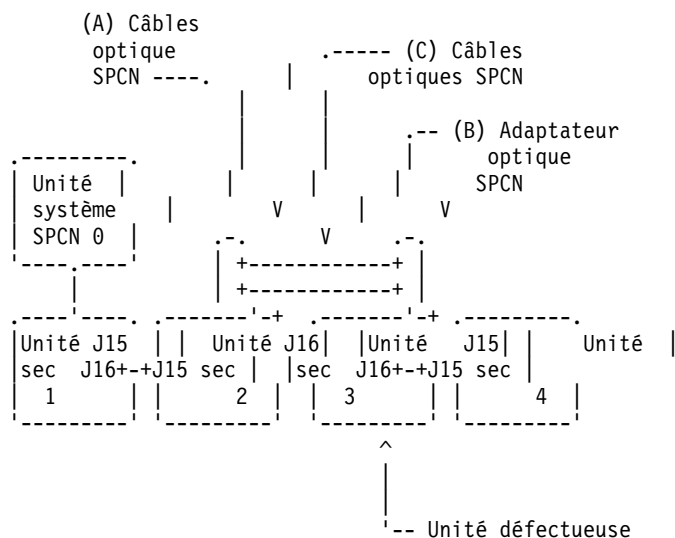 (A) Câbles
optique .----- (C) Câbles
SPCN ----. | optiques SPCN
| |
| | .-- (B) Adaptateur
.---------. | | | optique
| Unité | | | | SPCN
| système | V | V
| SPCN 0 | .-. V .-.
'----.----' | +------------+ |
| | +------------+ |
.----'----. .--------'-+ .--------'-+ .---------.
|Unité J15 | | Unité J16| |Unité J15| | Unité |
|sec J16+-+J15 sec | |sec J16+-+J15 sec |
| 1 | | 2 | | 3 | | 4 |
'---------' '---------' '---------' '---------'
^
|
|
'-- Unité défectueuse